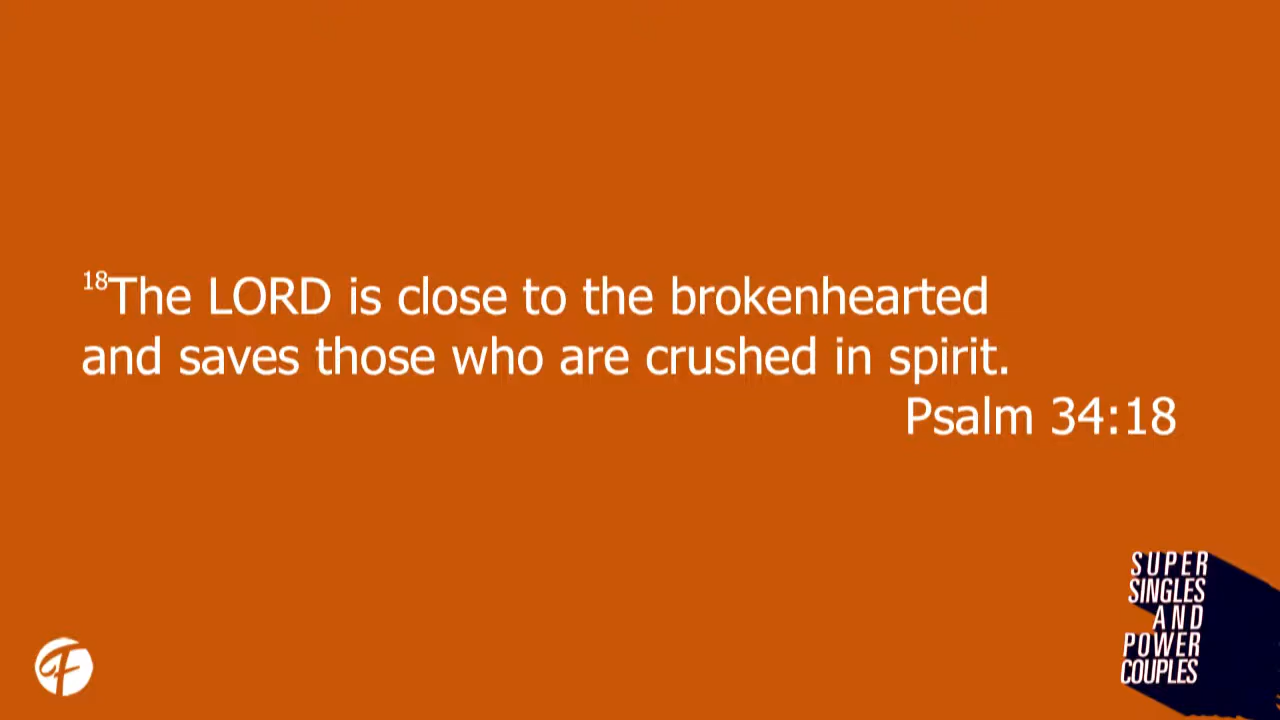 18The LORD is close to the brokenhearted
and saves those who are crushed in spirit.
Psalm 34:18
SUPER
SINGLES
AND
POWER
COUPLES
F